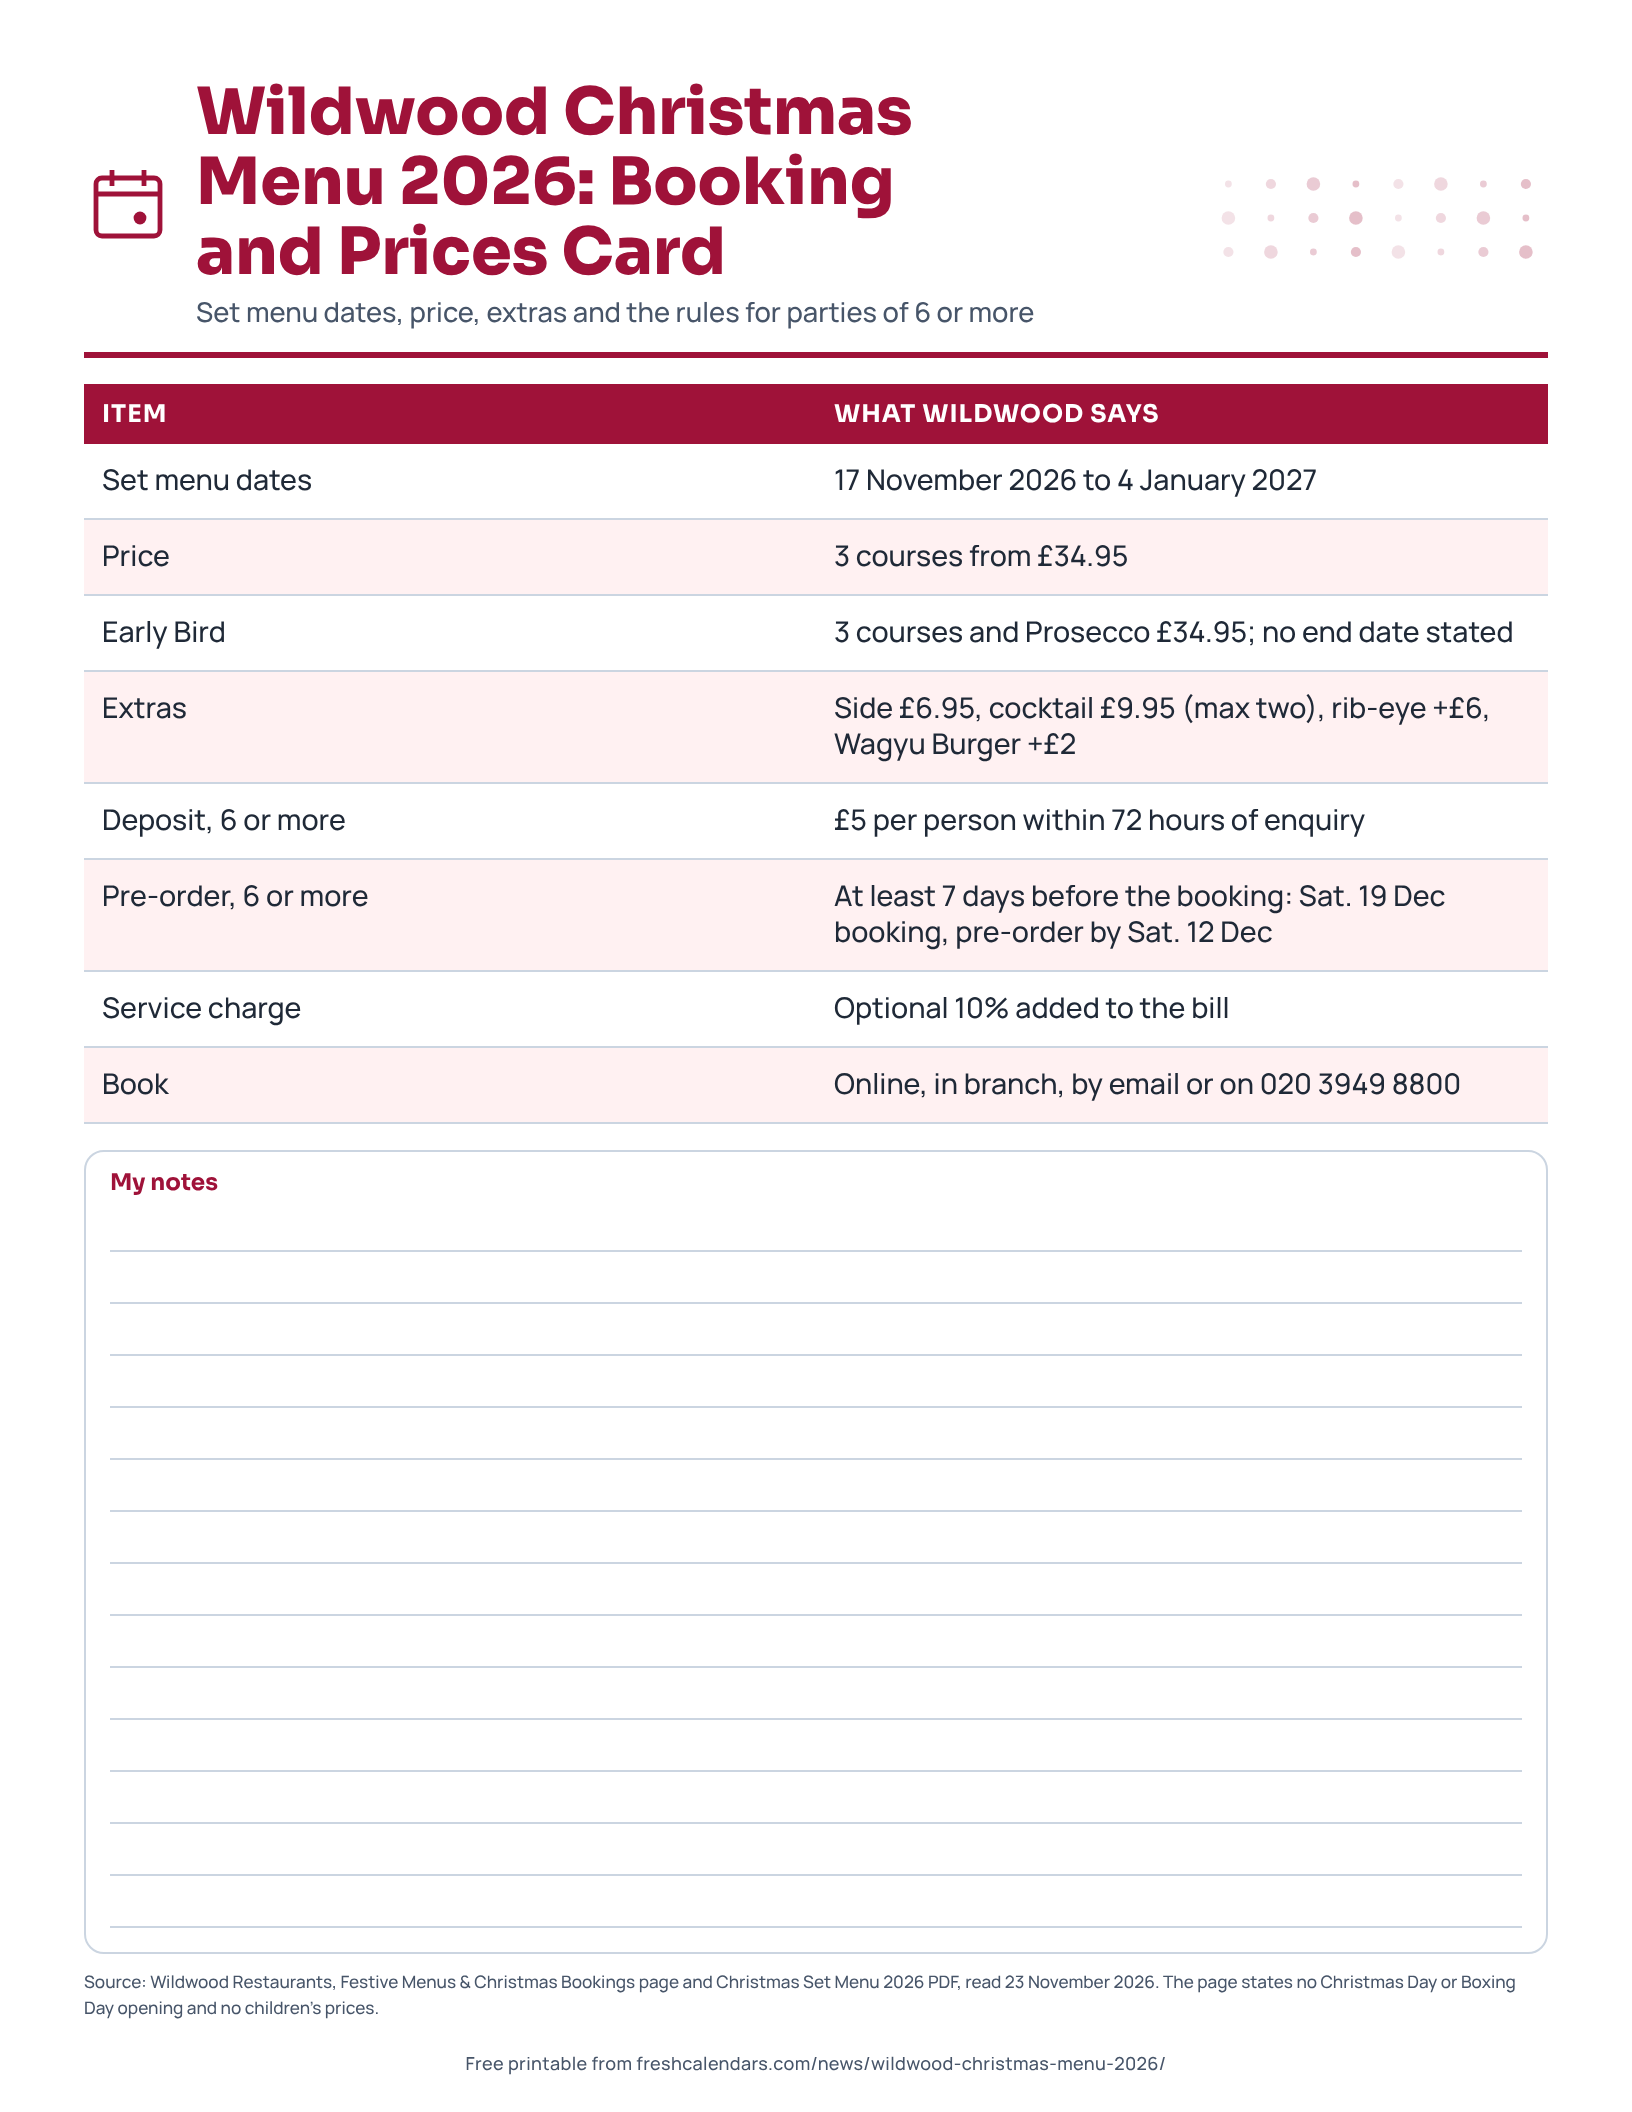 Wildwood Christmas
Menu 2026: Booking
and Prices Card
Set menu dates, price, extras and the rules for parties of 6 or more
ITEM WHAT WILDWOOD SAYS
Set menu dates 17 November 2026 to 4 January 2027
Price 3 courses from £34.95
Early Bird 3 courses and Prosecco £34.95; no end date stated
Extras Side £6.95, cocktail £9.95 (max two), rib-eye +£6,
Wagyu Burger +£2
Deposit, 6 or more £5 per person within 72 hours of enquiry
Pre-order, 6 or more At least 7 days before the booking: Sat. 19 Dec
booking, pre-order by Sat. 12 Dec
Service charge Optional 10% added to the bill
Book Online, in branch, by email or on 020 3949 8800
My notes
Source: Wildwood Restaurants, Festive Menus & Christmas Bookings page and Christmas Set Menu 2026 PDF, read 23 November 2026. The page states no Christmas Day or Boxing
Day opening and no children's prices.
Free printable from freshcalendars.com/news/wildwood-christmas-menu-2026/